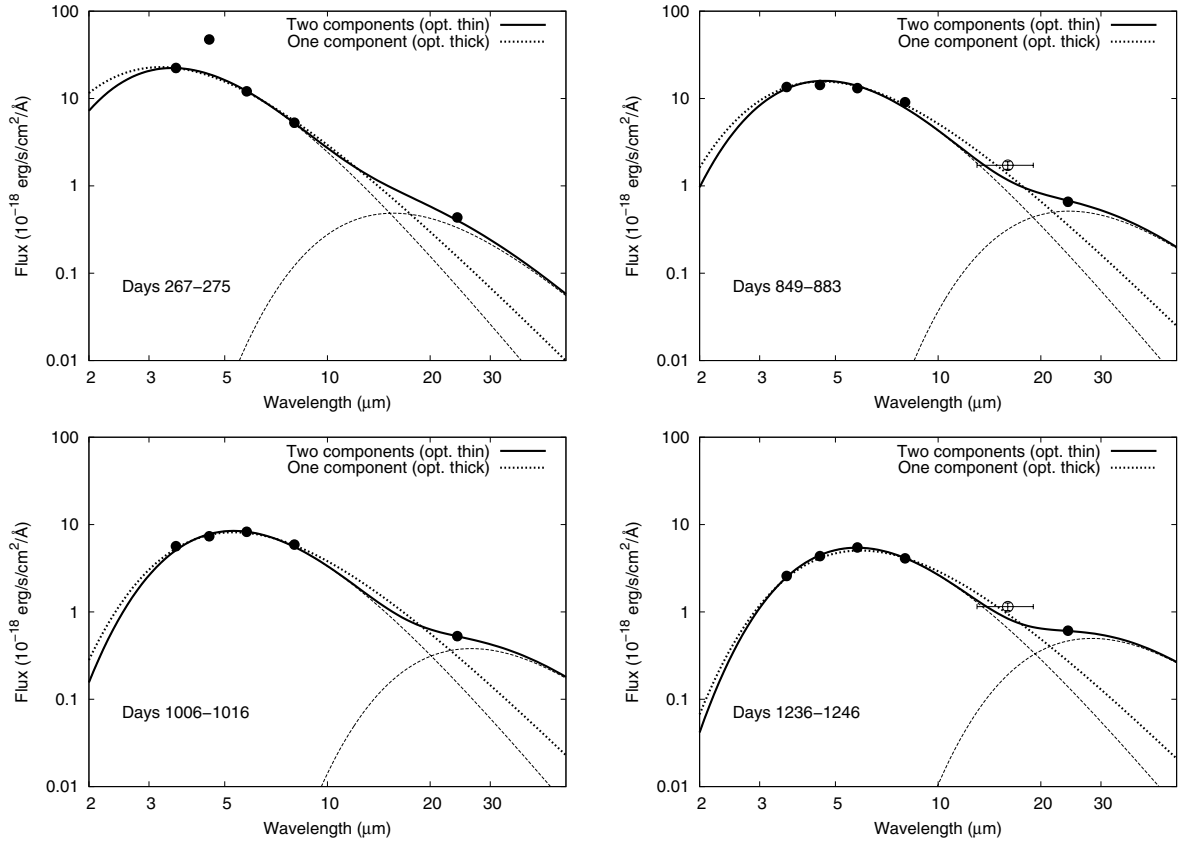 100
10
1
0.1
0.01
Flux (10⁻¹⁸ erg/s/cm²/Å)
Two components (opt. thin)
One component (opt. thick)
Days 267−275
2 3 5 10 20 30
Wavelength (μm)
100
10
1
0.1
0.01
Flux (10⁻¹⁸ erg/s/cm²/Å)
Two components (opt. thin)
One component (opt. thick)
Days 849−883
2 3 5 10 20 30
Wavelength (μm)
100
10
1
0.1
0.01
Flux (10⁻¹⁸ erg/s/cm²/Å)
Two components (opt. thin)
One component (opt. thick)
Days 1006−1016
2 3 5 10 20 30
Wavelength (μm)
100
10
1
0.1
0.01
Flux (10⁻¹⁸ erg/s/cm²/Å)
Two components (opt. thin)
One component (opt. thick)
Days 1236−1246
2 3 5 10 20 30
Wavelength (μm)